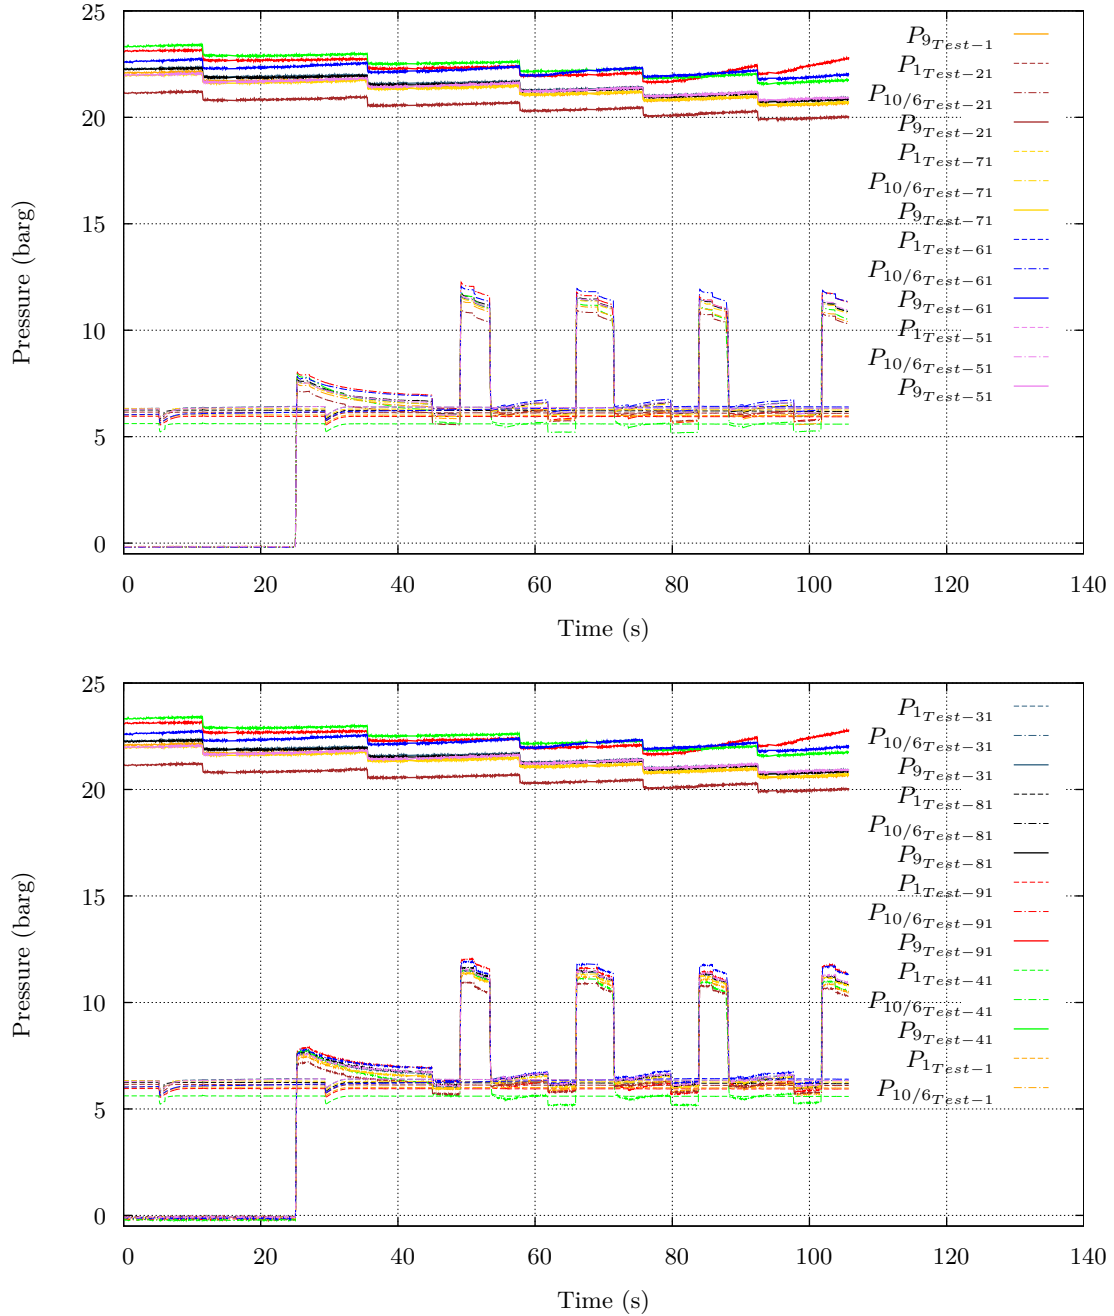 25
20
15
10
5
0
Pressure (barg)
0 20 40 60 80 100 120 140
Time (s)
P9Test−1
P1Test−21
P10/6Test−21
P9Test−21
P1Test−71
P10/6Test−71
P9Test−71
P1Test−61
P10/6Test−61
P9Test−61
P1Test−51
P10/6Test−51
P9Test−51
25
20
15
10
5
0
Pressure (barg)
0 20 40 60 80 100 120 140
Time (s)
P1Test−31
P10/6Test−31
P9Test−31
P1Test−81
P10/6Test−81
P9Test−81
P1Test−91
P10/6Test−91
P9Test−91
P1Test−41
P10/6Test−41
P9Test−41
P1Test−1
P10/6Test−1